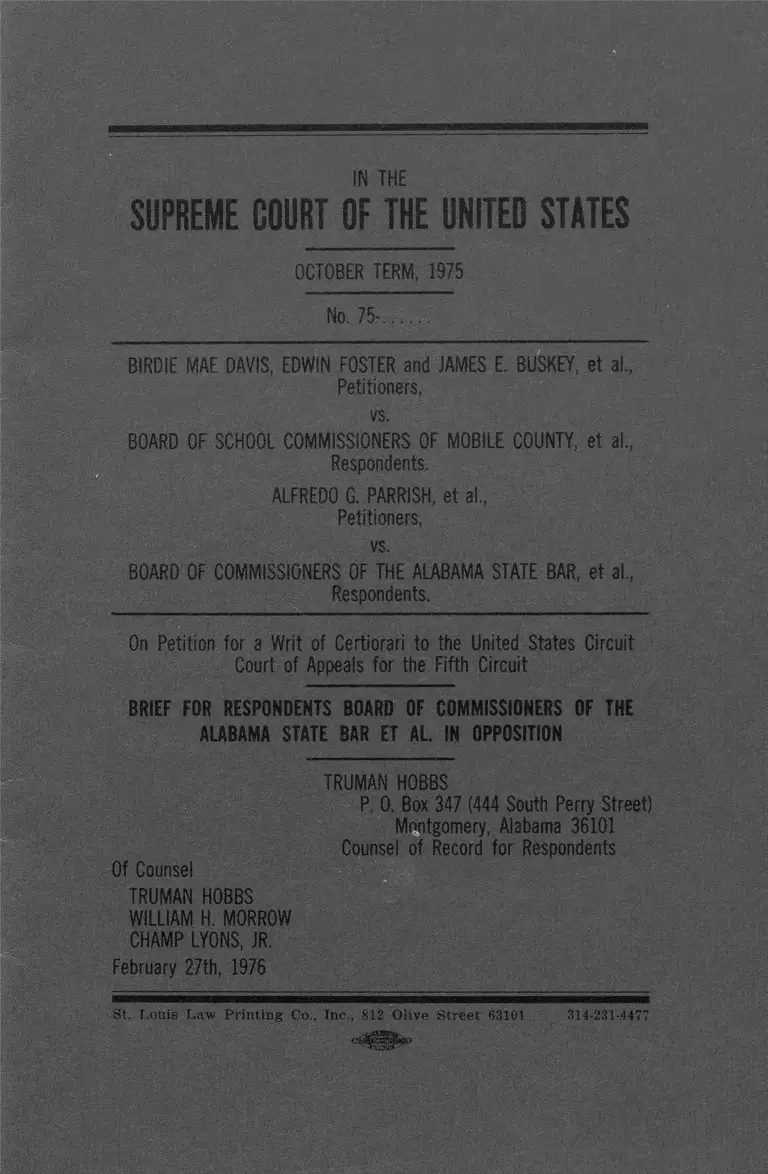 IN THE
SUPREME COURT OF THE UNITED STATES
OCTOBER TERM, 1975
No. 75-......
BIRDIE MAE DAVIS, EDWIN FOSTER and JAMES E. BUSKEY, et al.,
Petitioners,
vs.
BOARD OF SCHOOL COMMISSIONERS OF MOBILE COUNTY, et al.,
Respondents.
ALFREDO G. PARRISH, et al.,
Petitioners,
vs.
BOARD OF COMMISSIONERS OF THE ALABAMA STATE BAR, et al.,
Respondents.
On Petition for a Writ of Certiorari to the United States Circuit
Court of Appeals for the Fifth Circuit
BRIEF FOR RESPONDENTS BOARD OF COMMISSIONERS OF THE
ALABAMA STATE BAR ET AL. IN OPPOSITION
TRUMAN HOBBS
P. O. Box 347 (444 South Perry Street)
Montgomery, Alabama 36101
Counsel of Record for Respondents
Of Counsel
TRUMAN HOBBS
WILLIAM H. MORROW
CHAMP LYONS, JR.
February 27th, 1976
St. Louis Law Printing Co., Inc., 812 Olive Street 63101 314-231-4477